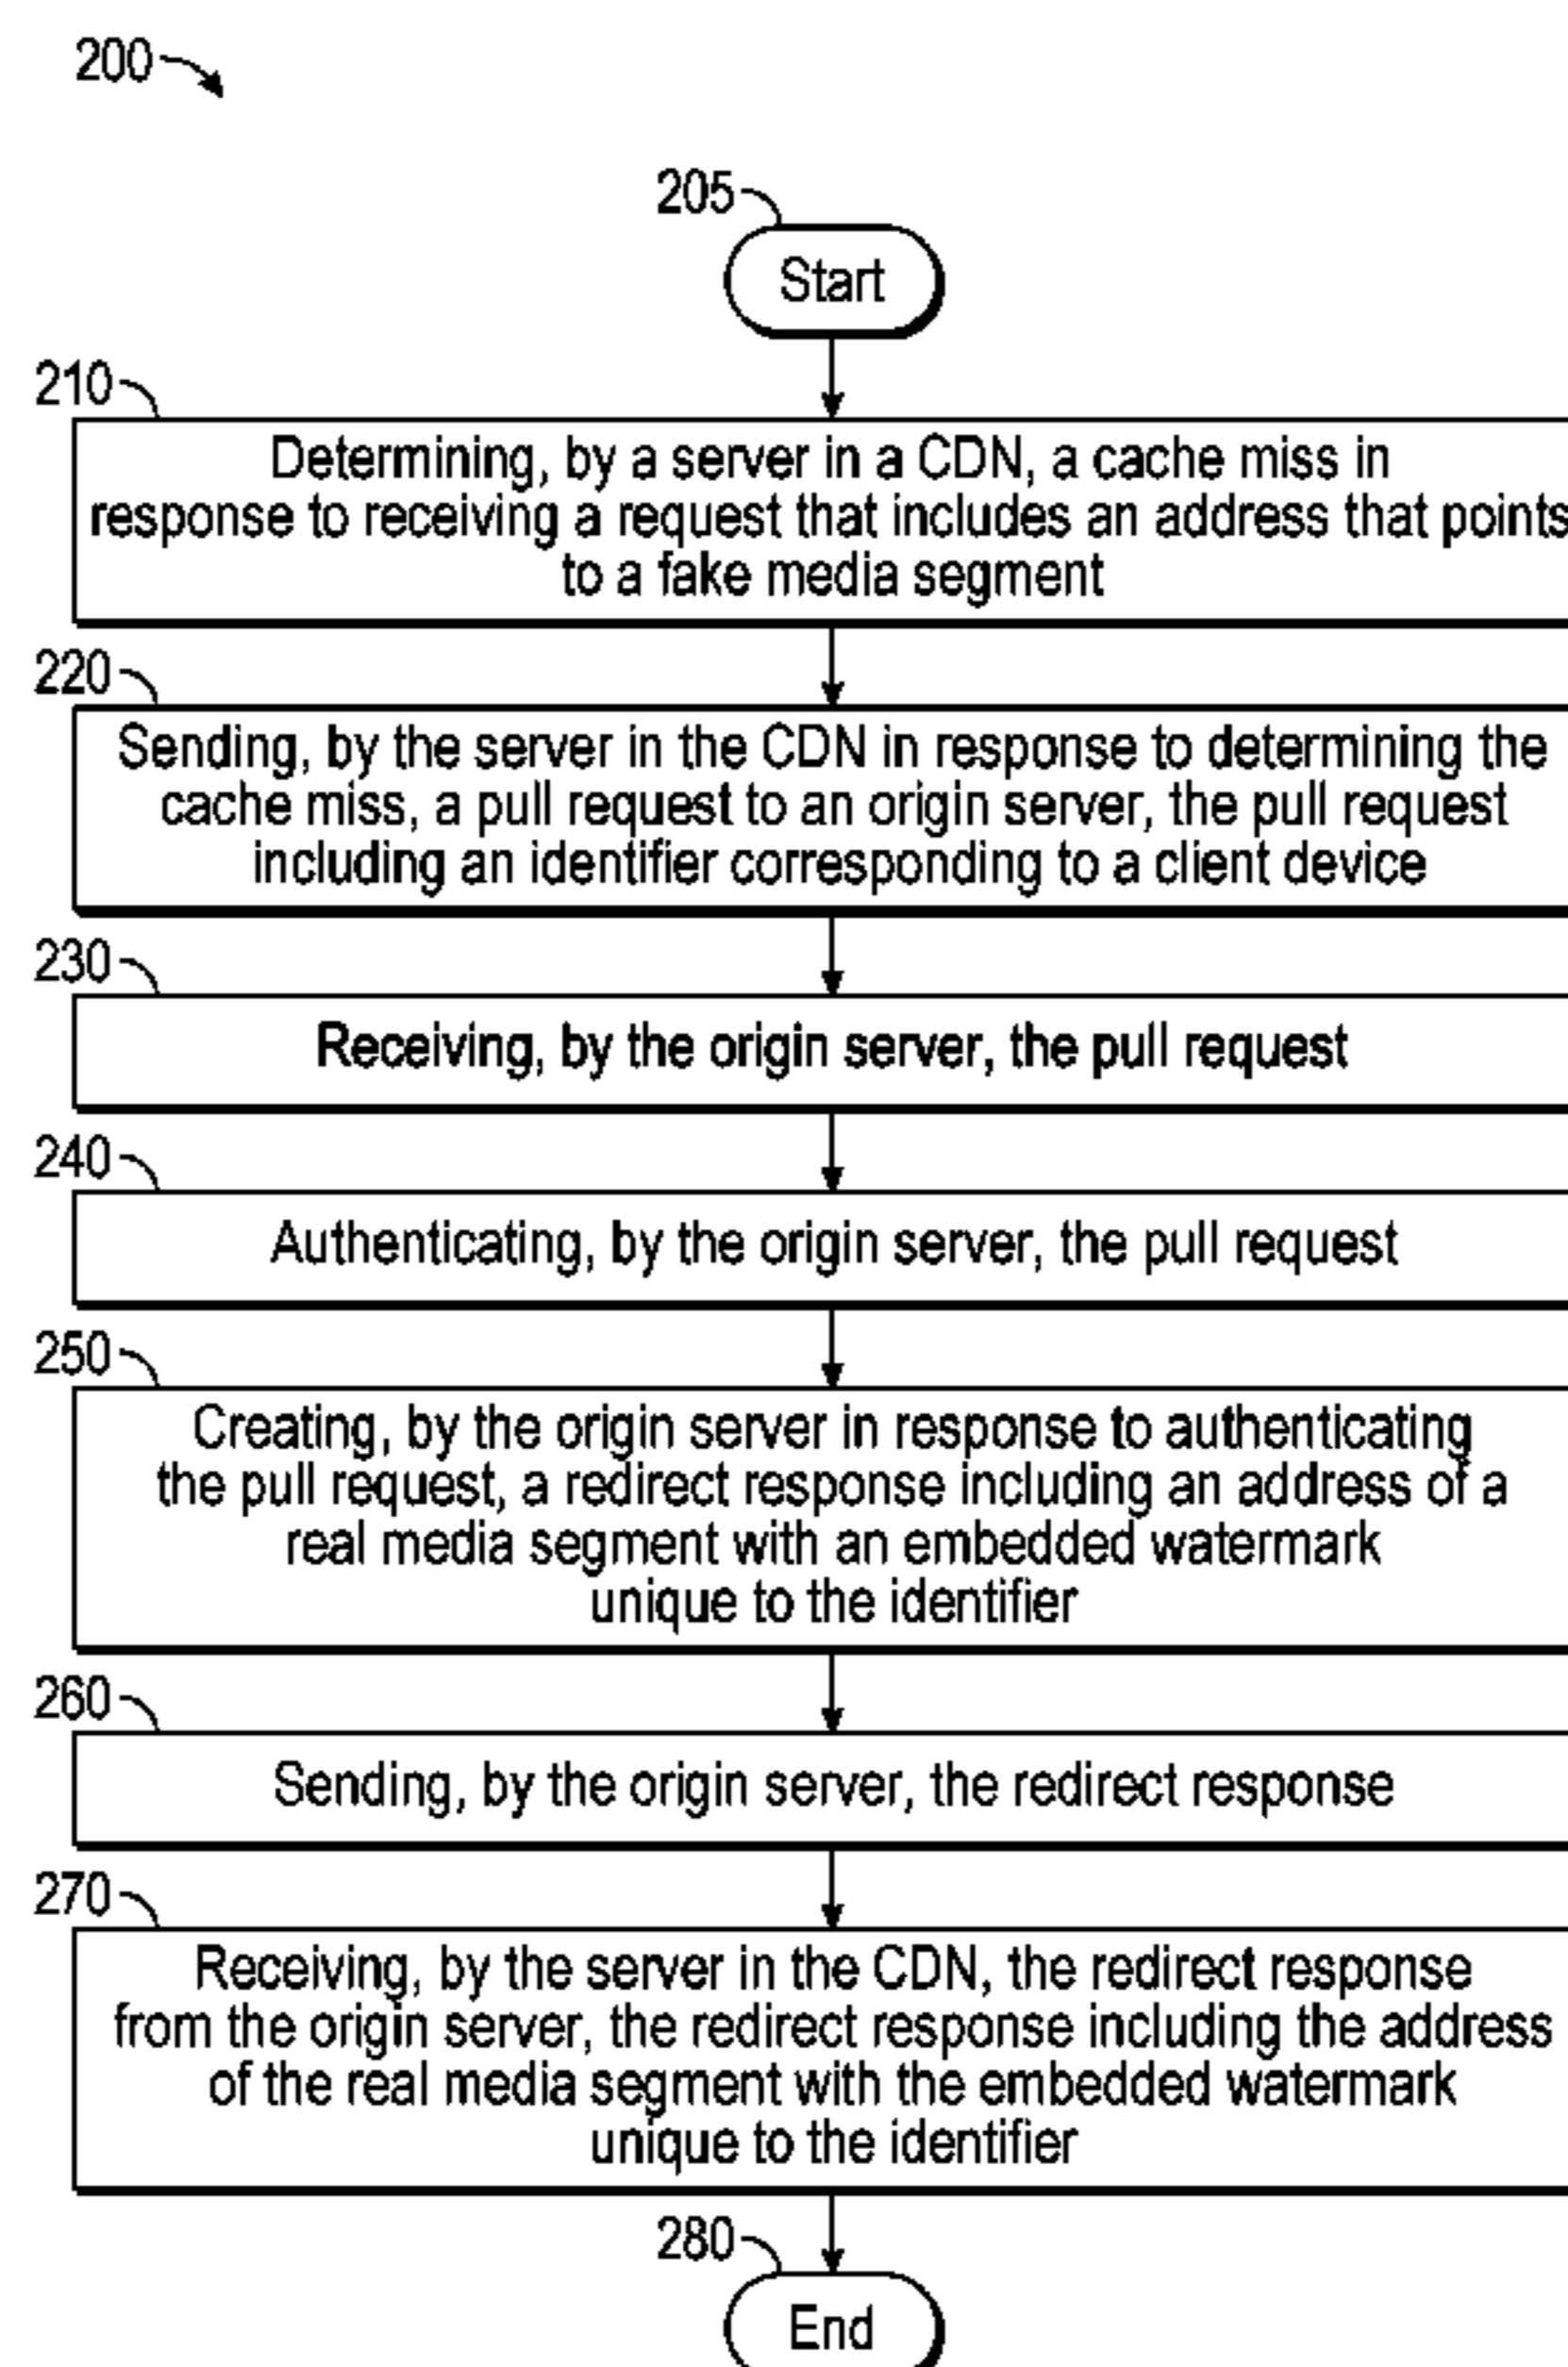 200
205
Start
210
Determining, by a server in a CDN, a cache miss in
response to receiving a request that includes an address that points
to a fake media segment
220
Sending, by the server in the CDN in response to determining the
cache miss, a pull request to an origin server, the pull request
including an identifier corresponding to a client device
230
Receiving, by the origin server, the pull request
240
Authenticating, by the origin server, the pull request
250
Creating, by the origin server in response to authenticating
the pull request, a redirect response including an address of a
real media segment with an embedded watermark
unique to the identifier
260
Sending, by the origin server, the redirect response
270
Receiving, by the server in the CDN, the redirect response
from the origin server, the redirect response including the address
of the real media segment with the embedded watermark
unique to the identifier
280
End